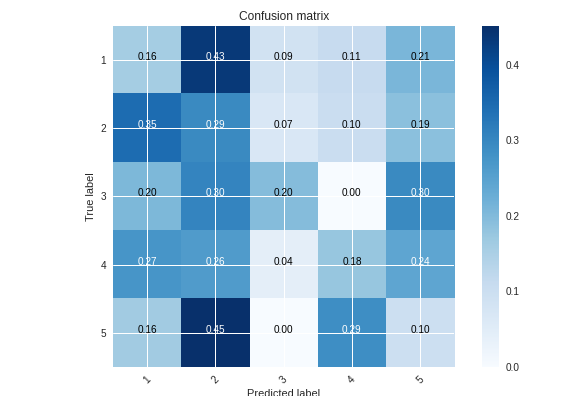 Confusion matrix
True label
1 0.16 0.43 0.09 0.11 0.21
2 0.35 0.29 0.07 0.10 0.19
3 0.20 0.30 0.20 0.00 0.30
4 0.27 0.26 0.04 0.18 0.24
5 0.16 0.45 0.00 0.29 0.10
1 2 3 4 5
Predicted label
0.4
0.3
0.2
0.1
0.0